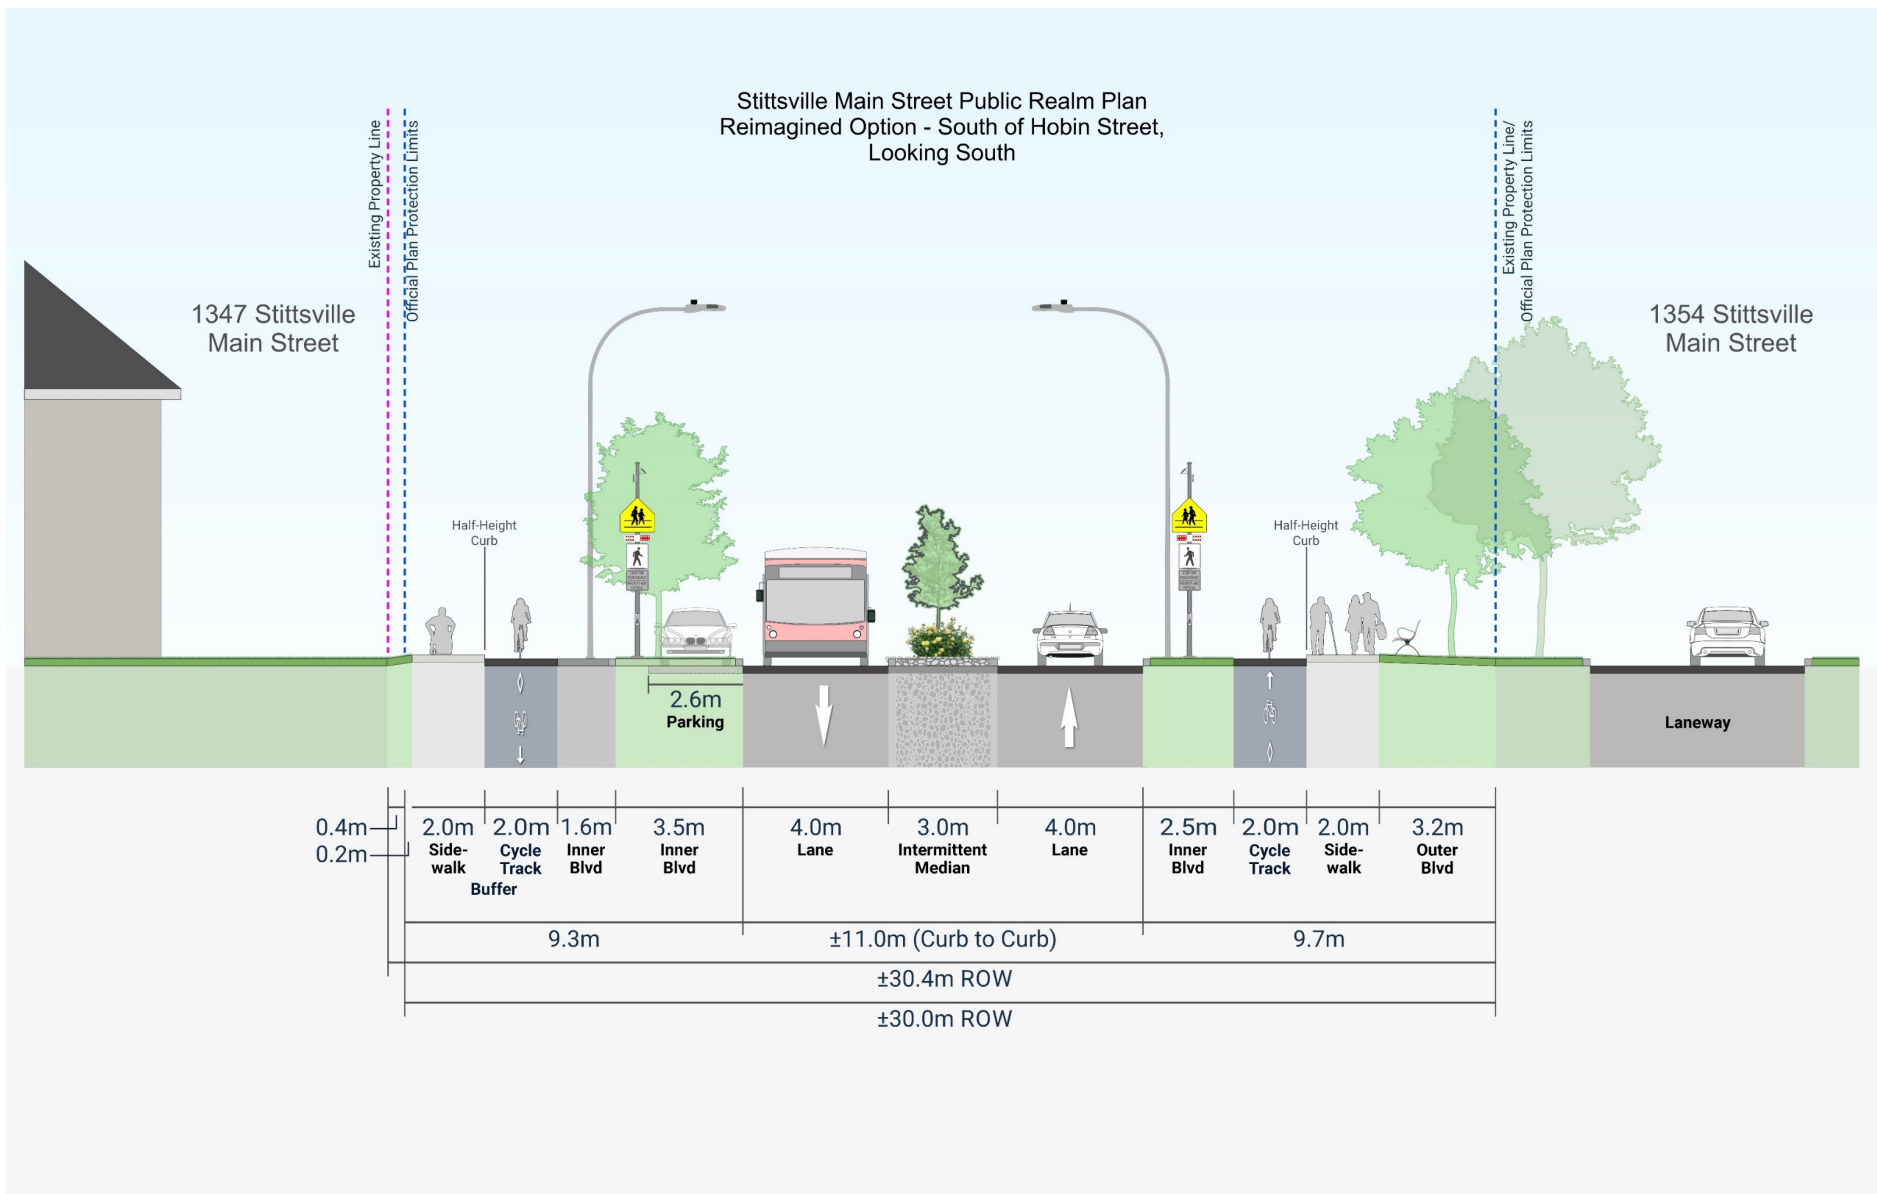 Stittsville Main Street Public Realm Plan
Reimagined Option - South of Hobin Street,
Looking South
Existing Property Line
Official Plan Protection Limits
Existing Property Line/
Official Plan Protection Limits
1347 Stittsville
Main Street
1354 Stittsville
Main Street
Half-Height
Curb
Half-Height
Curb
2.6m
Parking
Laneway
0.4m
0.2m
2.0m
Side-
walk
2.0m
Cycle
Track
Buffer
1.6m
Inner
Blvd
3.5m
Inner
Blvd
4.0m
Lane
3.0m
Intermittent
Median
4.0m
Lane
2.5m
Inner
Blvd
2.0m
Cycle
Track
2.0m
Side-
walk
3.2m
Outer
Blvd
9.3m
±11.0m (Curb to Curb)
9.7m
±30.4m ROW
±30.0m ROW